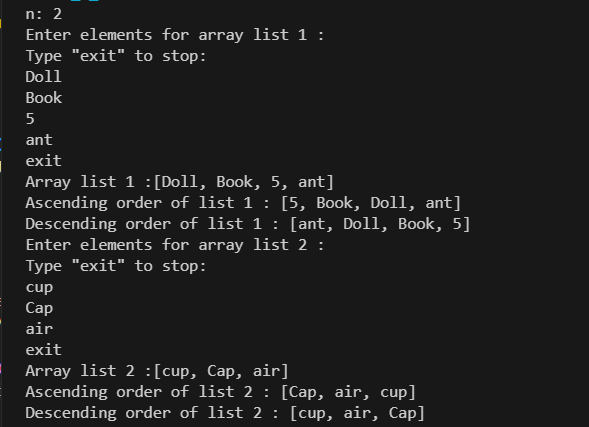 n: 2
Enter elements for array list 1 :
Type "exit" to stop:
Doll
Book
5
ant
exit
Array list 1 :[Doll, Book, 5, ant]
Ascending order of list 1 : [5, Book, Doll, ant]
Descending order of list 1 : [ant, Doll, Book, 5]
Enter elements for array list 2 :
Type "exit" to stop:
cup
Cap
air
exit
Array list 2 :[cup, Cap, air]
Ascending order of list 2 : [Cap, air, cup]
Descending order of list 2 : [cup, air, Cap]